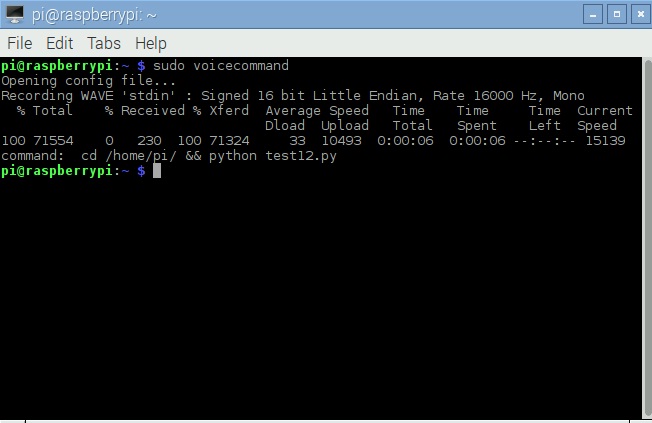 pi@raspberrypi: ~
File Edit Tabs Help
pi@raspberrypi:~ $ sudo voicecommand
Opening config file...
Recording WAVE 'stdin' : Signed 16 bit Little Endian, Rate 16000 Hz, Mono
  % Total    % Received % Xferd  Average Speed   Time    Time     Time  Current
                                 Dload  Upload   Total   Spent    Left  Speed
100 71554    0   230  100 71324     33  10493  0:00:06  0:00:06 --:--:-- 15139
command:  cd /home/pi/ && python test12.py
pi@raspberrypi:~ $